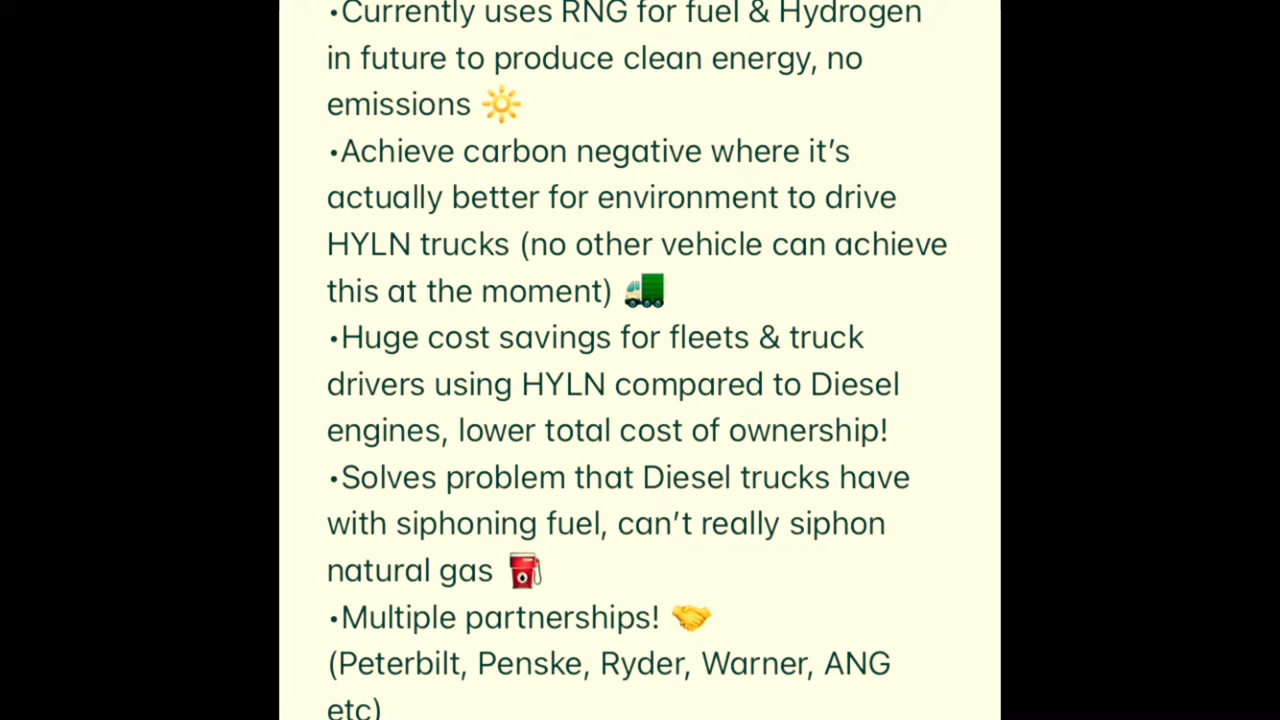 •Currently uses RNG for fuel & Hydrogen
in future to produce clean energy, no
emissions ☀️
•Achieve carbon negative where it’s
actually better for environment to drive
HYLN trucks (no other vehicle can achieve
this at the moment) 🚛
•Huge cost savings for fleets & truck
drivers using HYLN compared to Diesel
engines, lower total cost of ownership!
•Solves problem that Diesel trucks have
with siphoning fuel, can’t really siphon
natural gas ⛽
•Multiple partnerships! 🤝
(Peterbilt, Penske, Ryder, Warner, ANG
etc)